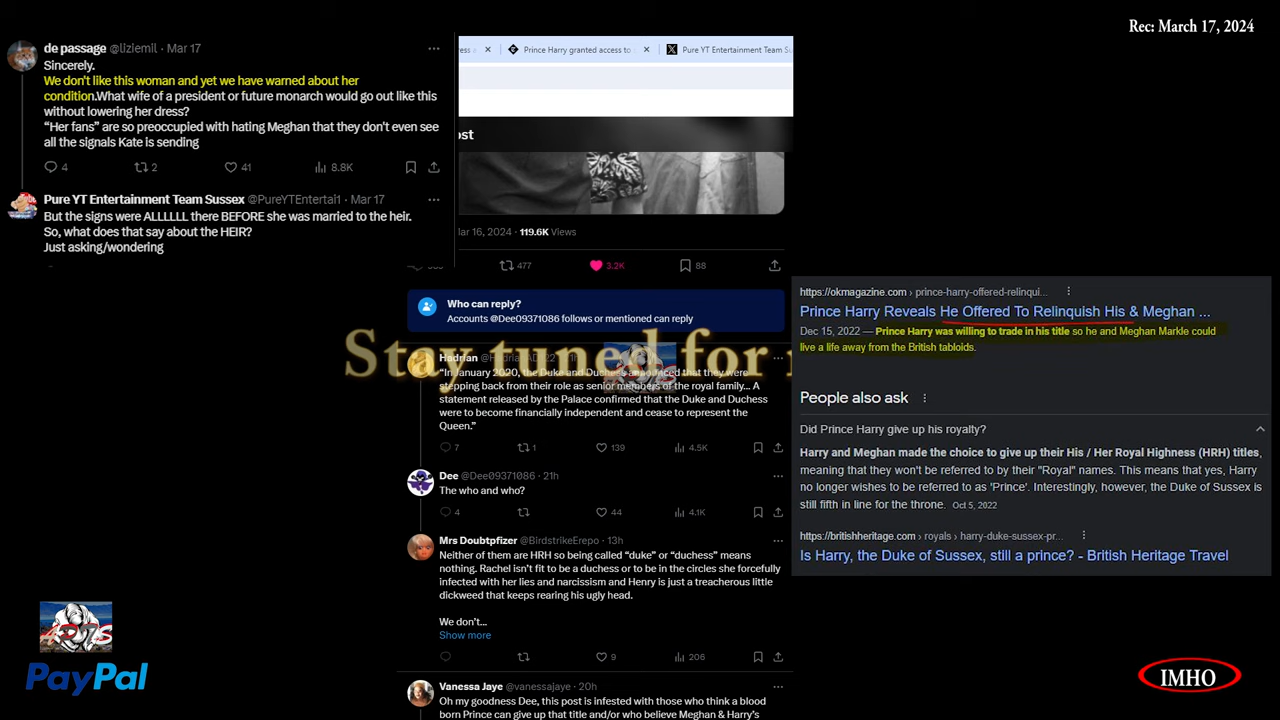 Rec: March 17, 2024
de passage @liziemil · Mar 17
Sincerely.
We don't like this woman and yet we have warned about her
condition.What wife of a president or future monarch would go out like this
without lowering her dress?
“Her fans” are so preoccupied with hating Meghan that they don't even see
all the signals Kate is sending
4 2 41 8.8K
Pure YT Entertainment Team Sussex @PureYTEntertai1 · Mar 17
But the signs were ALLLLLL there BEFORE she was married to the heir.
So, what does that say about the HEIR?
Just asking/wondering
Prince Harry granted access to
Pure YT Entertainment Team Su
ost
lar 16, 2024 · 119.6K Views
477 3.2K 88
Who can reply?
Accounts @Dee09371086 follows or mentioned can reply
Stay tuned for
Hadrian
“In January 2020, the Duke and Duchess announced that they were
stepping back from their role as senior members of the royal family... A
statement released by the Palace confirmed that the Duke and Duchess
were to become financially independent and cease to represent the
Queen.”
7 1 139 4.5K
Dee @Dee09371086 · 21h
The who and who?
4 44 4.1K
Mrs Doubtpfizer @BirdstrikeErepo · 13h
Neither of them are HRH so being called “duke” or “duchess” means
nothing. Rachel isn't fit to be a duchess or to be in the circles she forcefully
infected with her lies and narcissism and Henry is just a treacherous little
dickweed that keeps rearing his ugly head.
We don't...
Show more
9 206
Vanessa Jaye @vanessajaye · 20h
Oh my goodness Dee, this post is infested with those who think a blood
born Prince can give up that title and/or who believe Meghan & Harry's
https://okmagazine.com › prince-harry-offered-relinqui...
Prince Harry Reveals He Offered To Relinquish His & Meghan ...
Dec 15, 2022 — Prince Harry was willing to trade in his title so he and Meghan Markle could
live a life away from the British tabloids.
People also ask
Did Prince Harry give up his royalty?
Harry and Meghan made the choice to give up their His / Her Royal Highness (HRH) titles,
meaning that they won't be referred to by their "Royal" names. This means that yes, Harry
no longer wishes to be referred to as 'Prince'. Interestingly, however, the Duke of Sussex is
still fifth in line for the throne. Oct 5, 2022
https://britishheritage.com › royals › harry-duke-sussex-pr...
Is Harry, the Duke of Sussex, still a prince? - British Heritage Travel
PayPal
IMHO